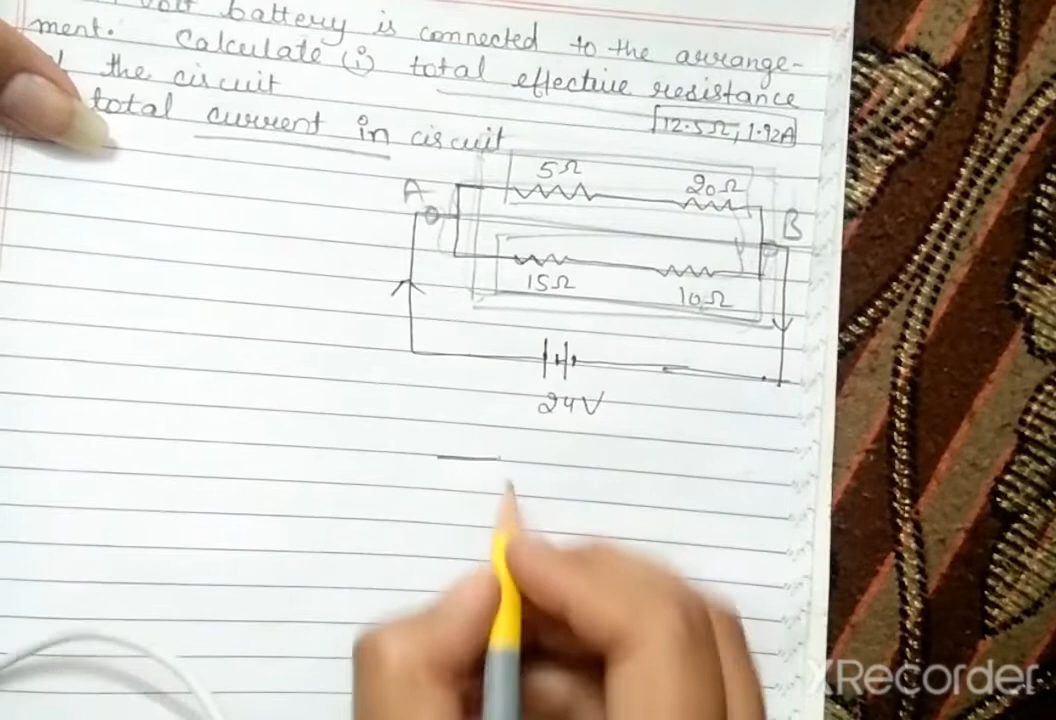 volt battery is connected to the arrange-
ment. Calculate (i) total effective resistance
the circuit
total current in circuit
12.5Ω, 1.92A
5Ω 20Ω
A
B
15Ω 10Ω
24V
XRecorder